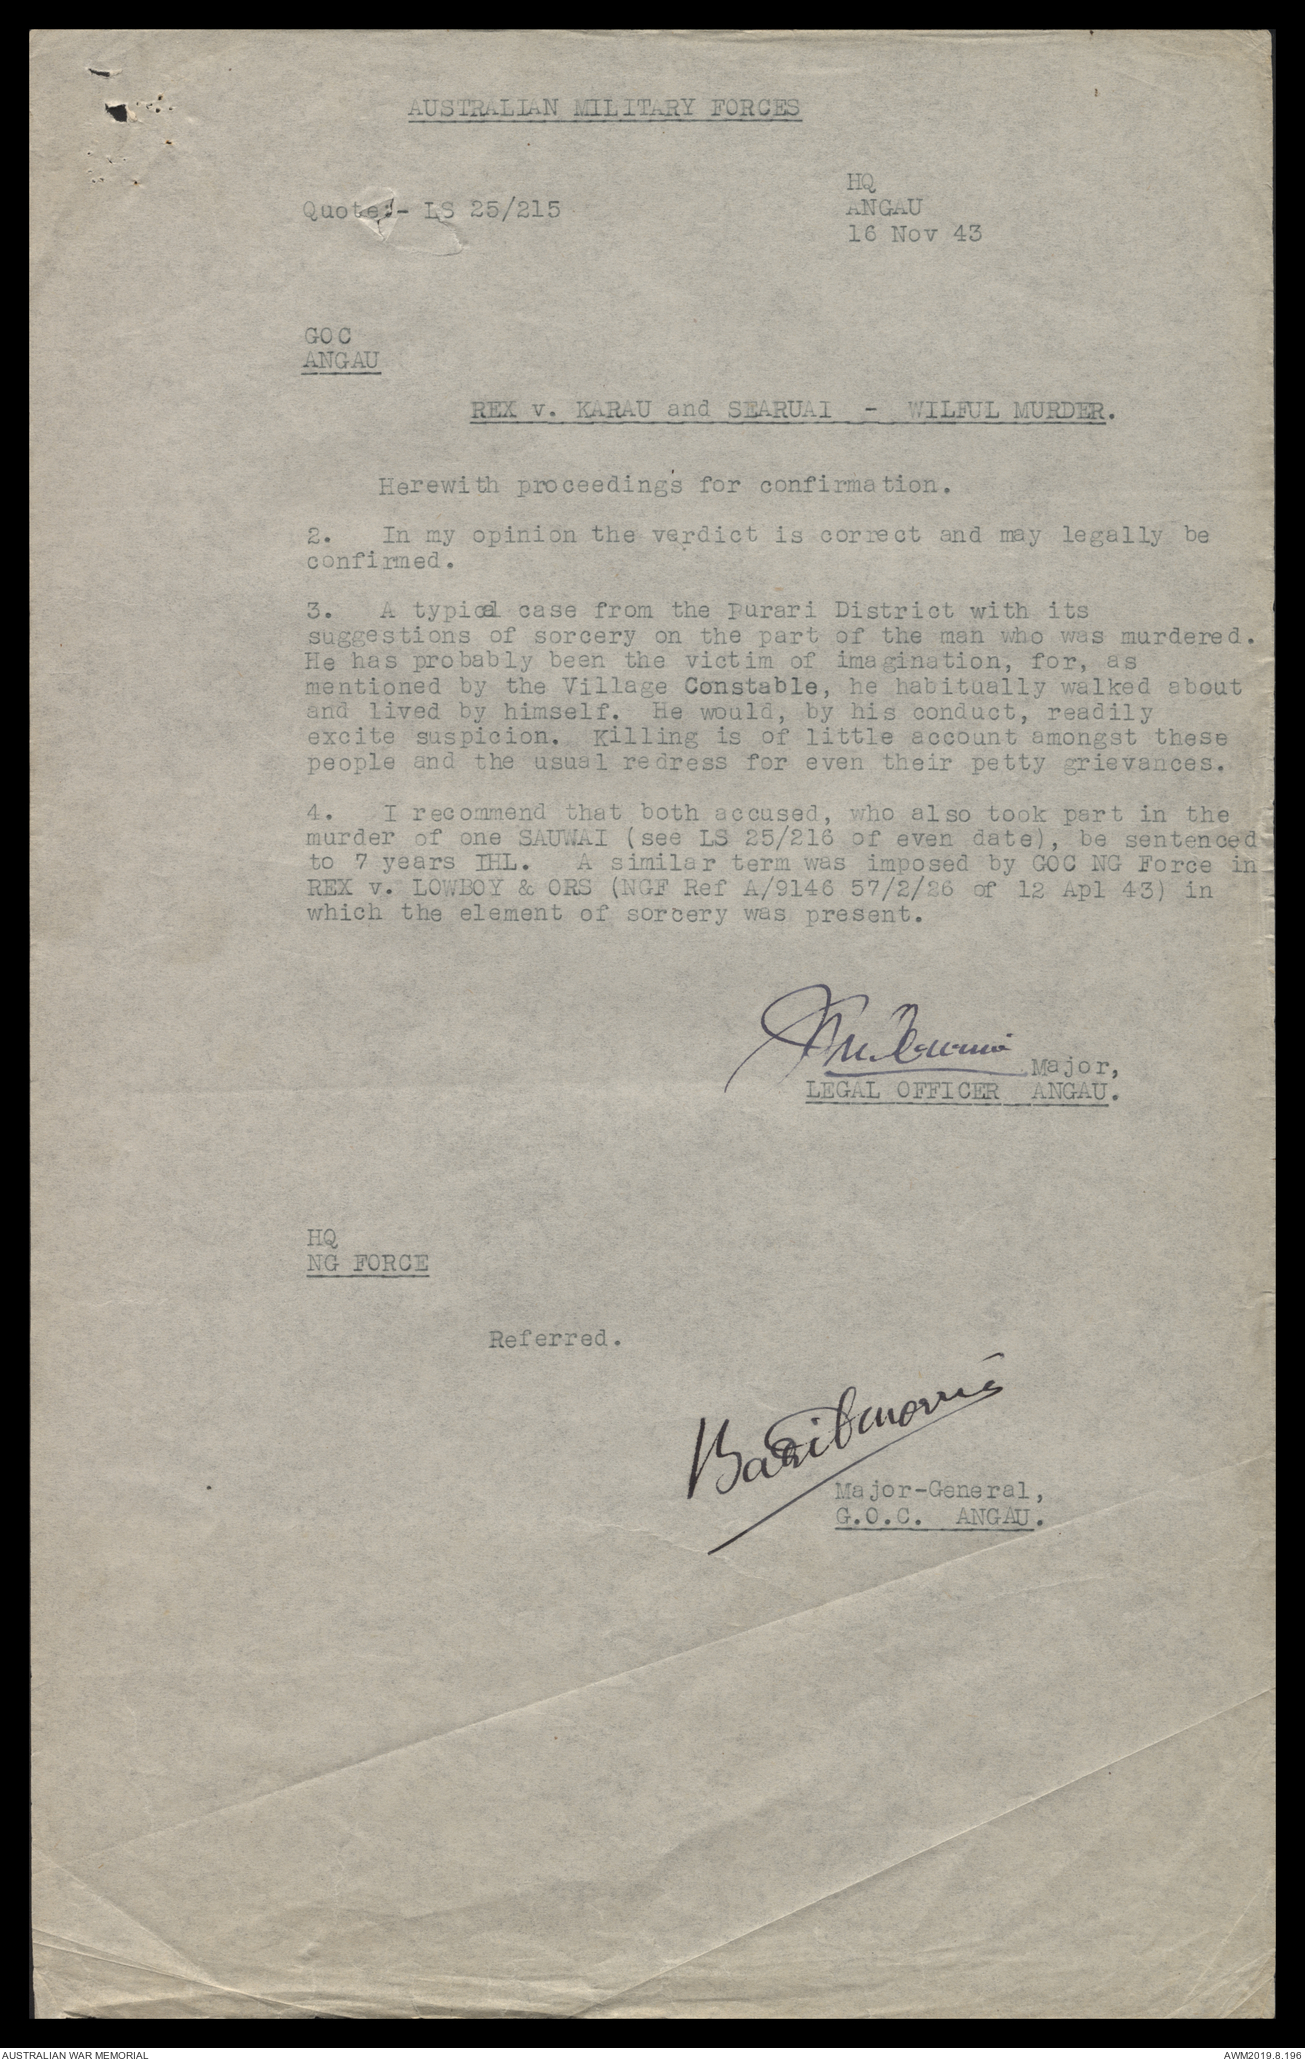 AUSTRALIAN MILITARY FORCES
HQ
Quote:- LS 25/215
ANGAU
16 Nov 43
GOC
ANGAU
REX v. KARAU and SEARUAI - WILFUL MURDER.
Herewith proceedings for confirmation.
2. In my opinion the verdict is correct and may legally be
confirmed.
3. A typical case from the Purari District with its
suggestions of sorcery on the part of the man who was murdered.
He has probably been the victim of imagination, for, as
mentioned by the Village Constable, he habitually walked about
and lived by himself. He would, by his conduct, readily
excite suspicion. Killing is of little account amongst these
people and the usual redress for even their petty grievances.
4. I recommend that both accused, who also took part in the
murder of one SAUWAI (see LS 25/216 of even date), be sentenced
to 7 years IHL. A similar term was imposed by GOC NG Force in
REX v. LOWBOY & ORS (NGF Ref A/9146 57/2/26 of 12 Apl 43) in
which the element of sorcery was present.
Major,
LEGAL OFFICER ANGAU.
HQ
NG FORCE
Referred.
Basil Morris
Major-General,
G.O.C. ANGAU.
AUSTRALIAN WAR MEMORIAL
AWM2019.8.196